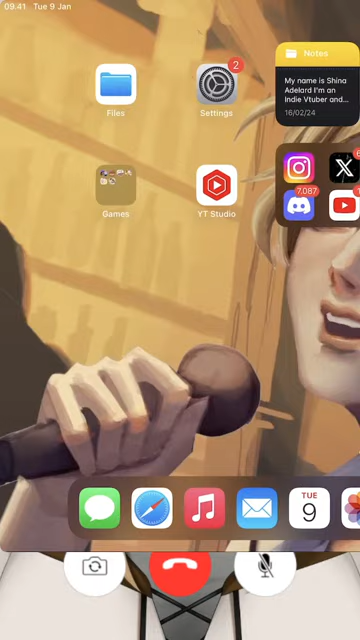 09.41 Tue 9 Jan
2
Notes
My name is Shina
Adelard I'm an
Indie Vtuber and...
16/02/24
Files
Settings
7,087
Games
YT Studio
TUE
9